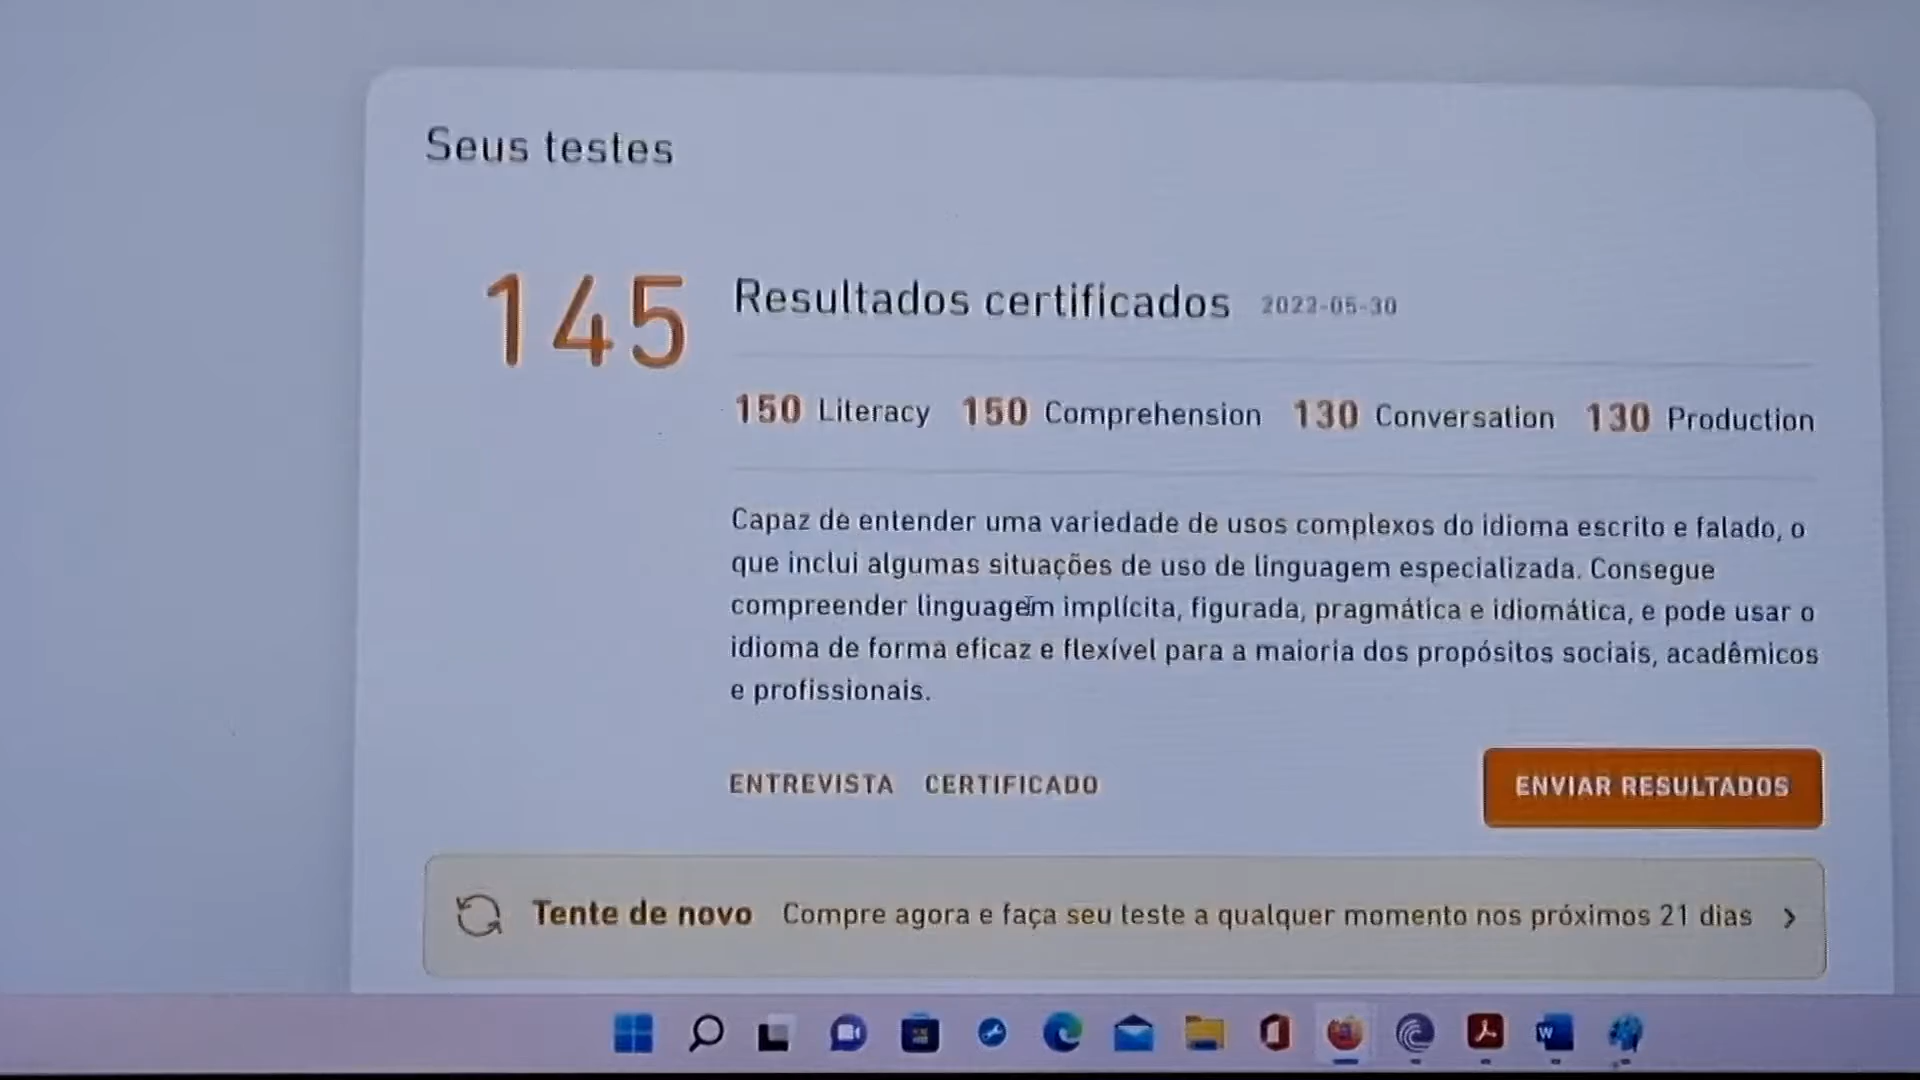 Seus testes
145
Resultados certificados 2022-05-30
150 Literacy 150 Comprehension 130 Conversation 130 Production
Capaz de entender uma variedade de usos complexos do idioma escrito e falado, o
que inclui algumas situações de uso de linguagem especializada. Consegue
compreender linguagem implícita, figurada, pragmática e idiomática, e pode usar o
idioma de forma eficaz e flexível para a maioria dos propósitos sociais, acadêmicos
e profissionais.
ENTREVISTA CERTIFICADO
ENVIAR RESULTADOS
Tente de novo Compre agora e faça seu teste a qualquer momento nos próximos 21 dias
W